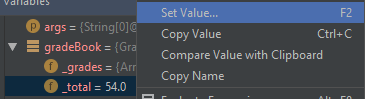 args = {String[0]@
gradeBook = {Gra
_grades = {Arr
_total = 54.0
Set Value... F2
Copy Value Ctrl+C
Compare Value with Clipboard
Copy Name